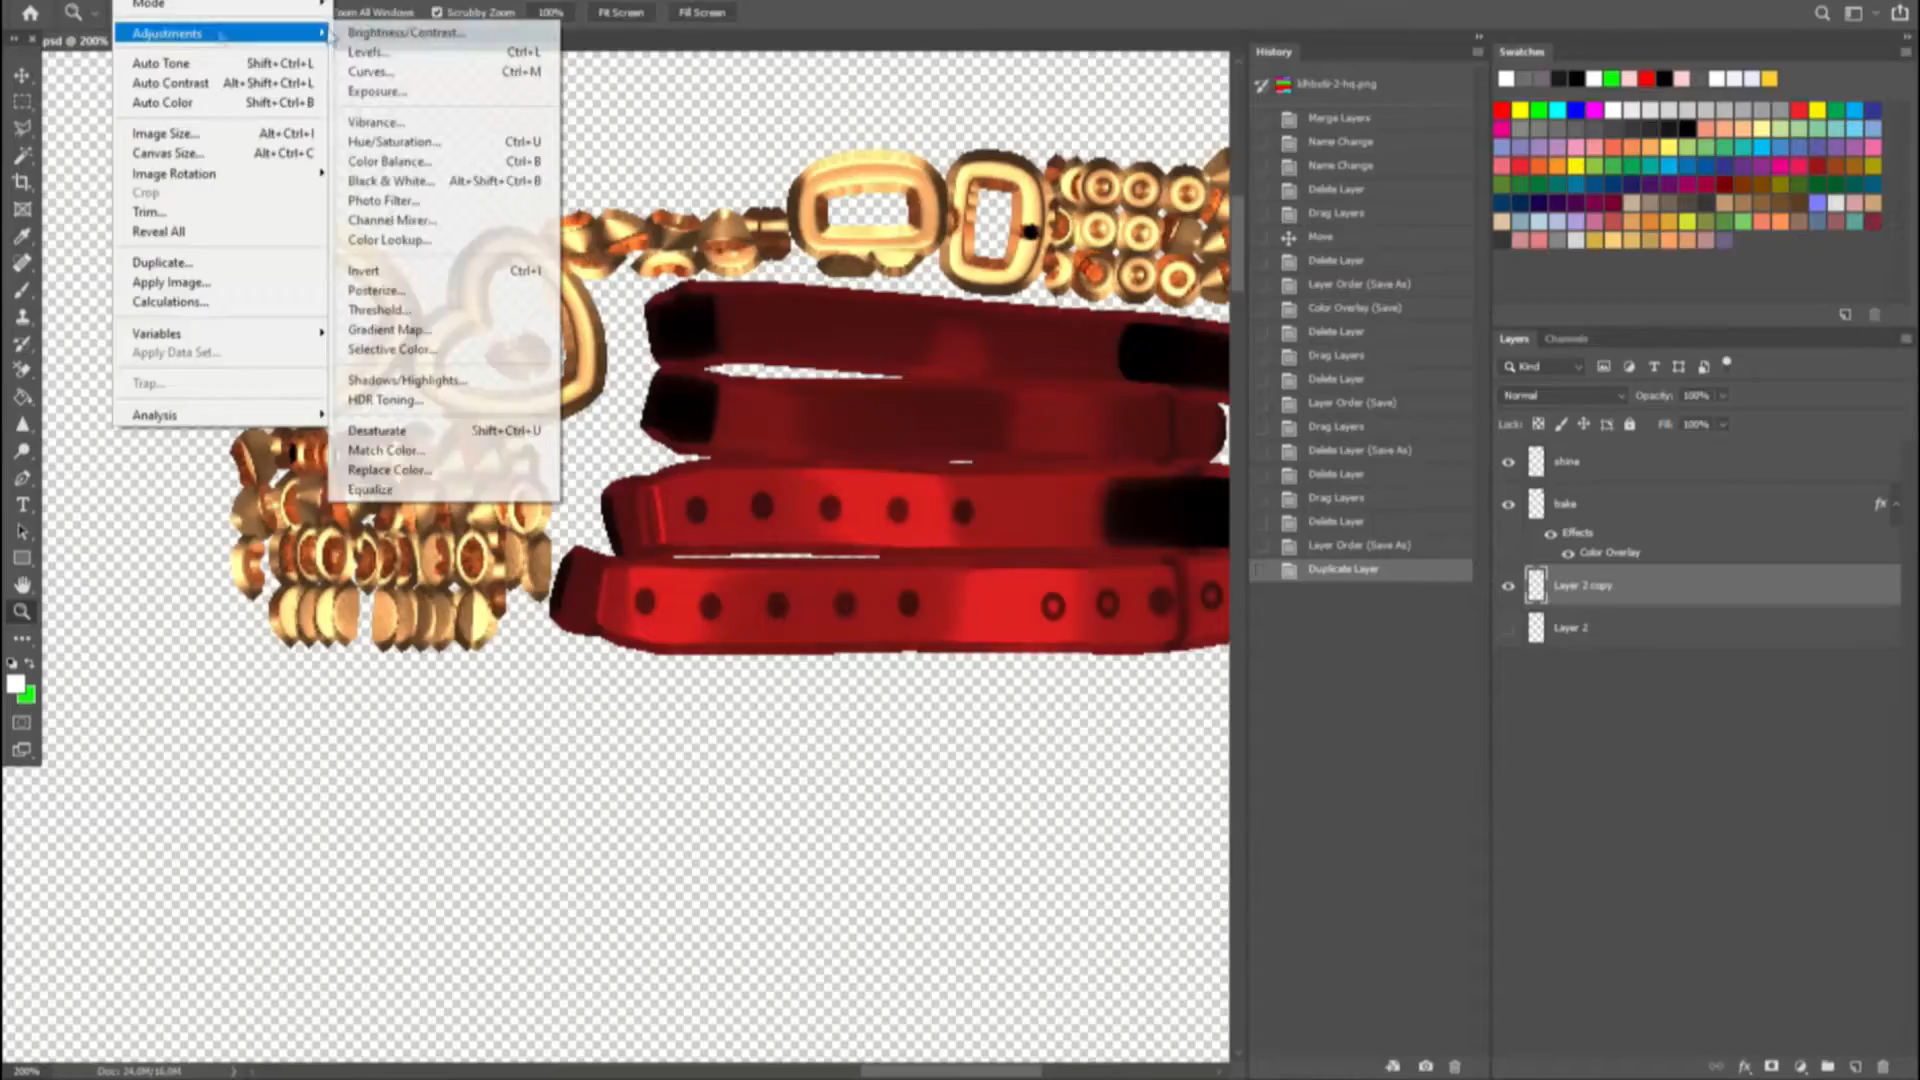 Mode
Zoom All Windows
Scrubby Zoom
100%
Fit Screen
Fill Screen
psd @ 200%
Adjustments
Auto Tone Shift+Ctrl+L
Auto Contrast Alt+Shift+Ctrl+L
Auto Color Shift+Ctrl+B
Image Size... Alt+Ctrl+I
Canvas Size... Alt+Ctrl+C
Image Rotation
Crop
Trim...
Reveal All
Duplicate...
Apply Image...
Calculations...
Variables
Apply Data Set...
Trap...
Analysis
Brightness/Contrast...
Levels... Ctrl+L
Curves... Ctrl+M
Exposure...
Vibrance...
Hue/Saturation... Ctrl+U
Color Balance... Ctrl+B
Black & White... Alt+Shift+Ctrl+B
Photo Filter...
Channel Mixer...
Color Lookup...
Invert Ctrl+I
Posterize...
Threshold...
Gradient Map...
Selective Color...
Shadows/Highlights...
HDR Toning...
Desaturate Shift+Ctrl+U
Match Color...
Replace Color...
Equalize
History
Merge Layers
Name Change
Name Change
Delete Layer
Drag Layers
Move
Delete Layer
Layer Order (Save As)
Color Overlay (Save)
Delete Layer
Drag Layers
Delete Layer
Layer Order (Save)
Drag Layers
Delete Layer (Save As)
Delete Layer
Drag Layers
Delete Layer
Layer Order (Save As)
Duplicate Layer
Swatches
Layers Channels
Kind
Normal Opacity: 100%
Lock: Fill: 100%
shine
bake fx
Effects
Color Overlay
Layer 2 copy
Layer 2
200% Doc: 24.0M/16.0M